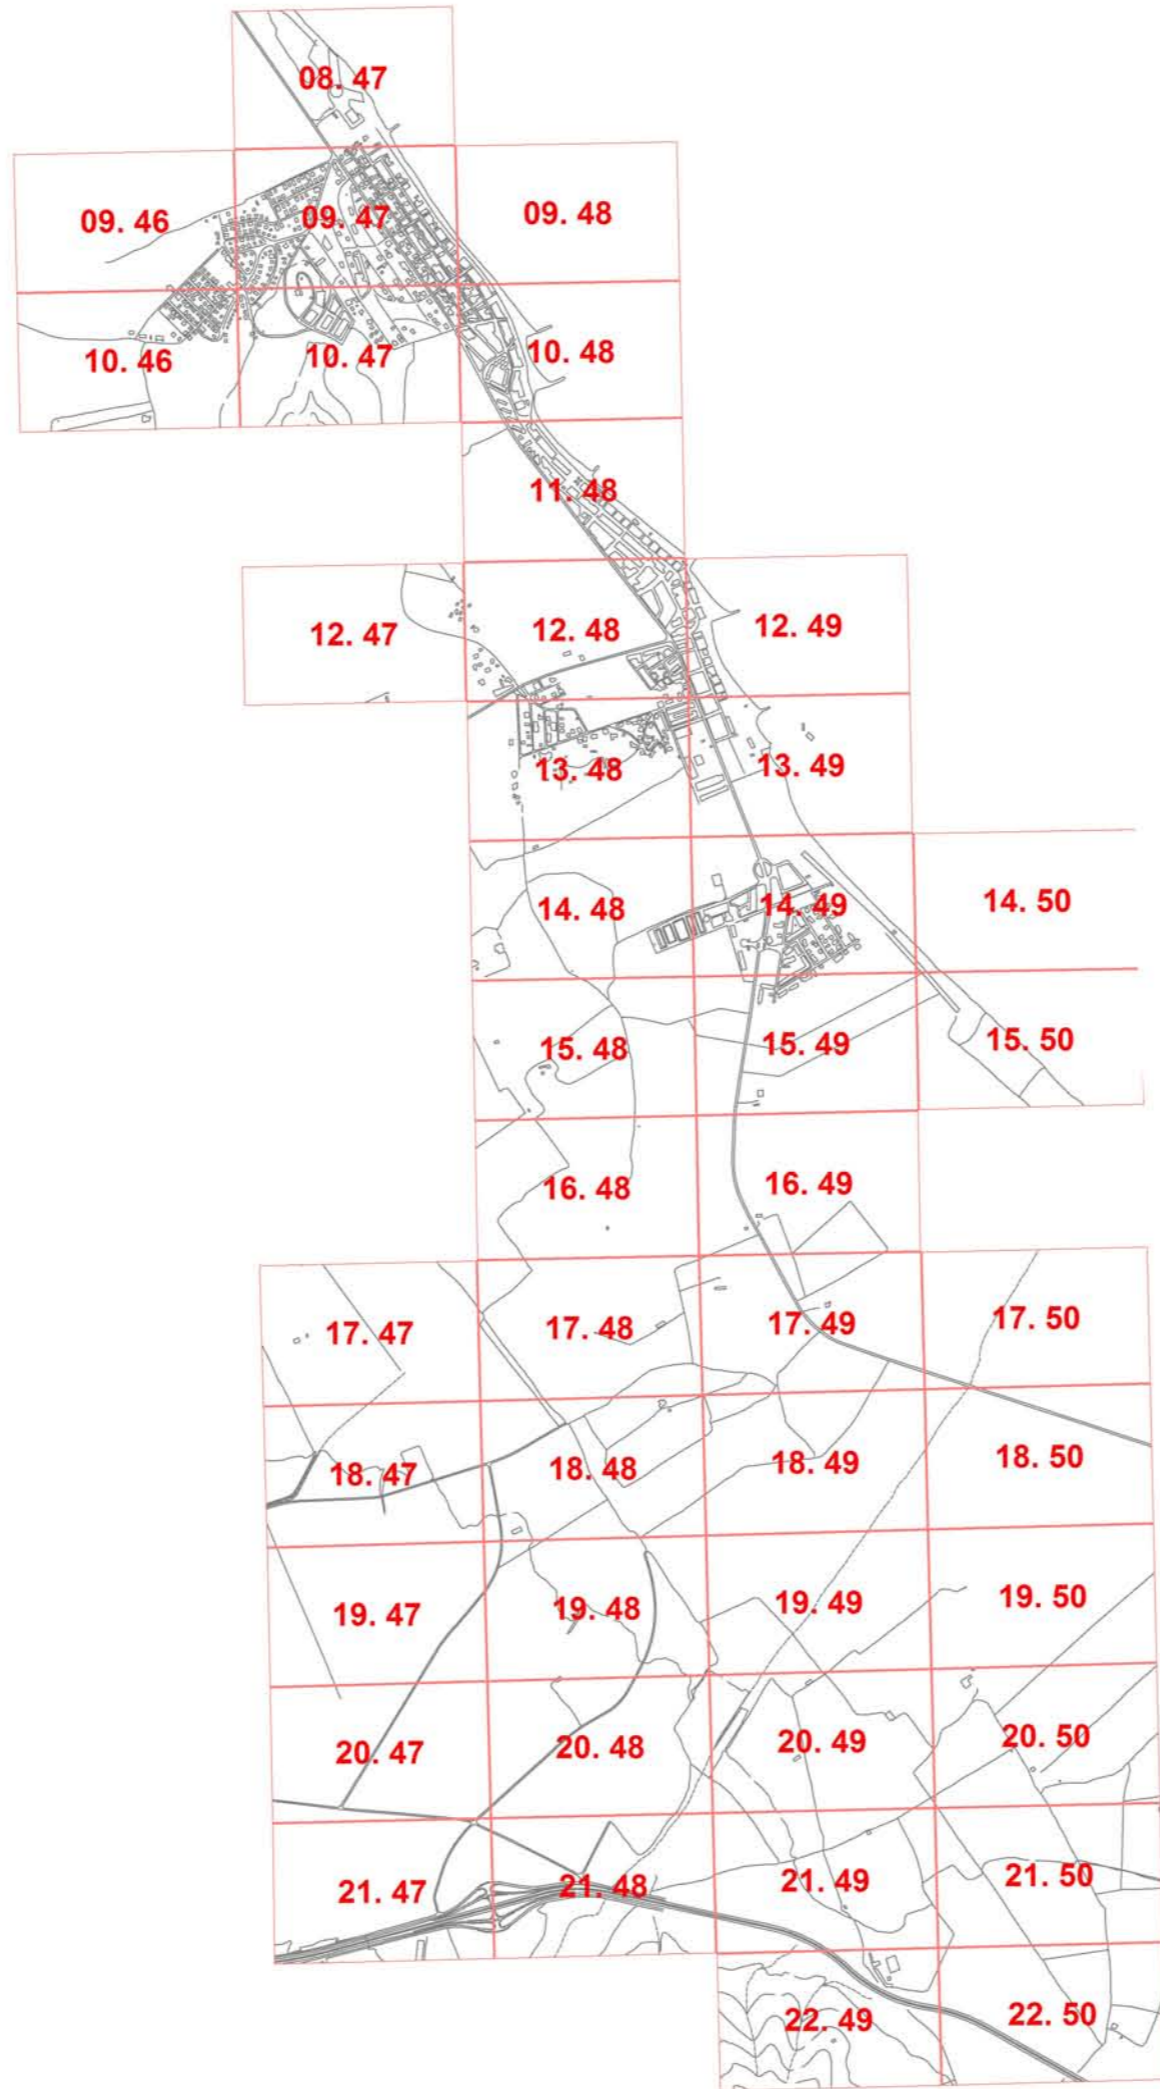 08. 47
09. 46 09. 47 09. 48
10. 46 10. 47 10. 48
11. 48
12. 47 12. 48 12. 49
13. 48 13. 49
14. 48 14. 49 14. 50
15. 48 15. 49 15. 50
16. 48 16. 49
17. 47 17. 48 17. 49 17. 50
18. 47 18. 48 18. 49 18. 50
19. 47 19. 48 19. 49 19. 50
20. 47 20. 48 20. 49 20. 50
21. 47 21. 48 21. 49 21. 50
22. 49 22. 50